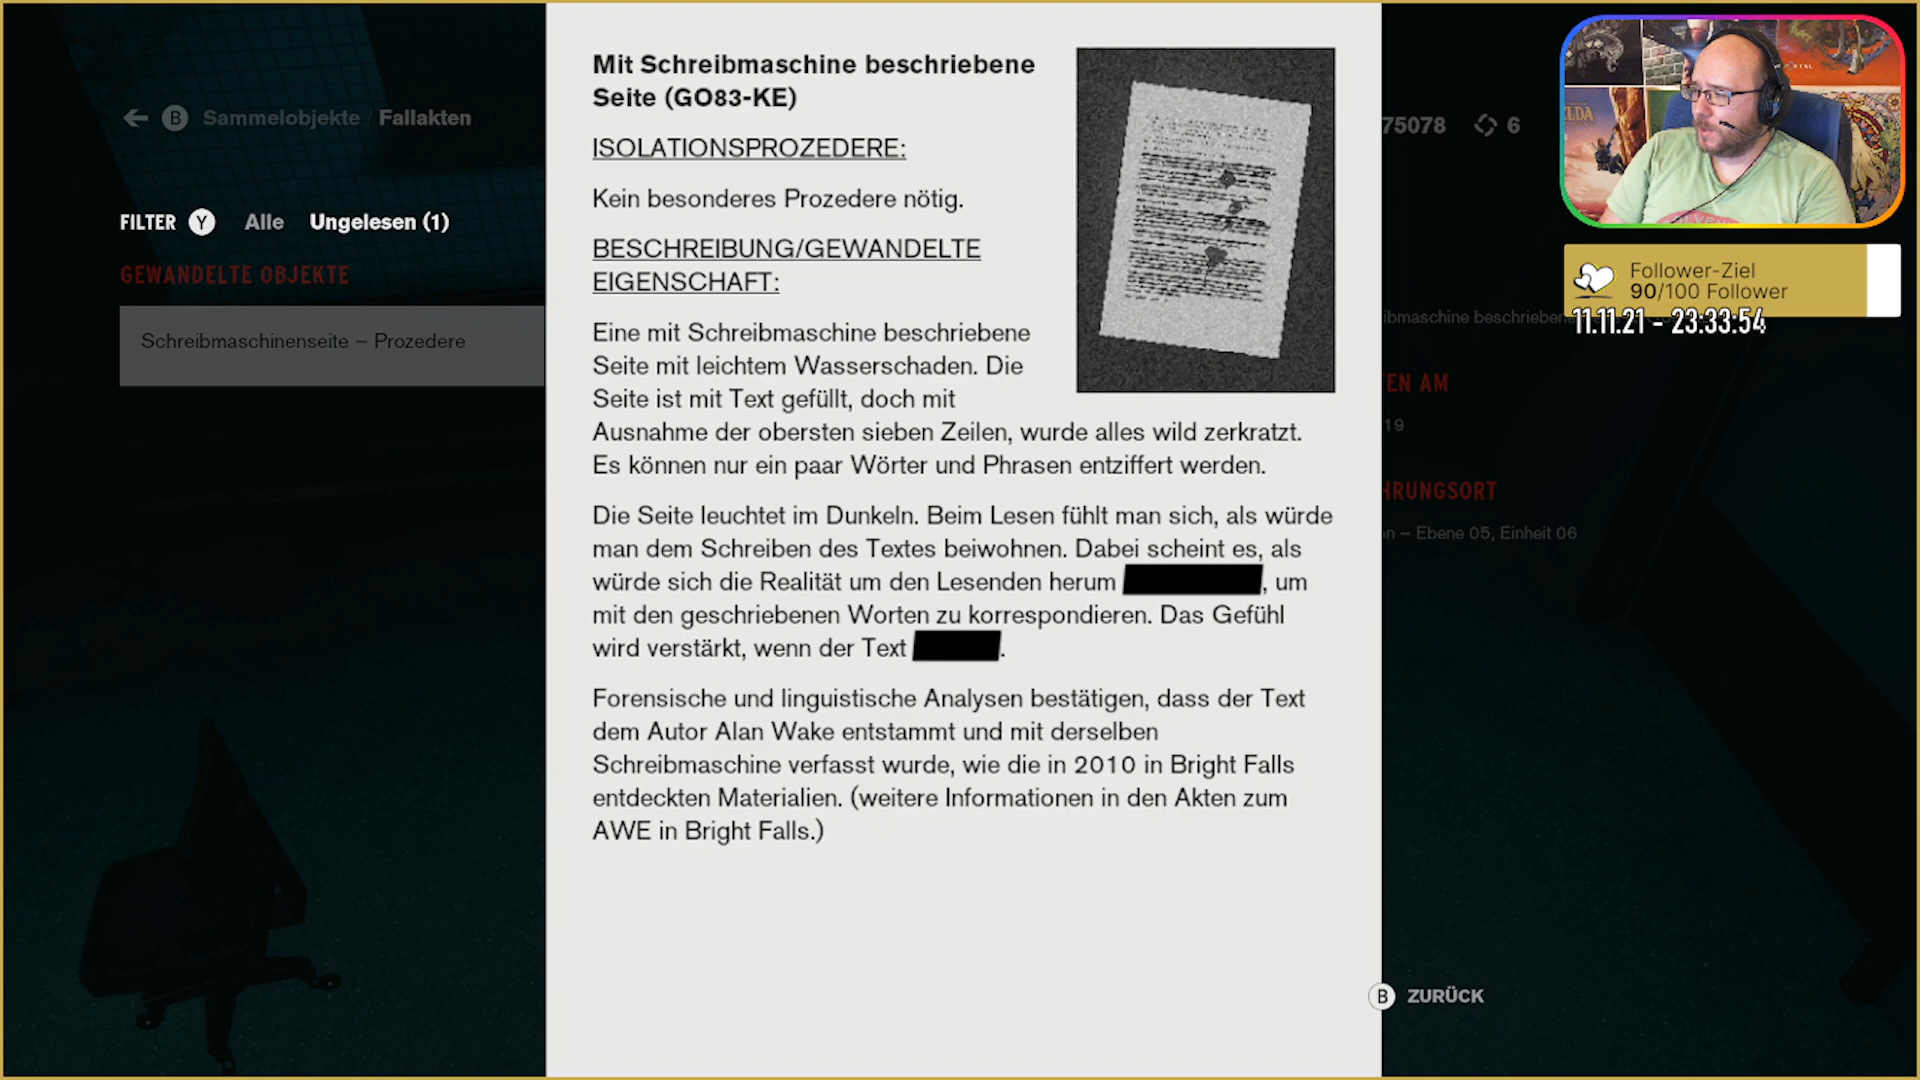 Sammelobjekte / Fallakten
B
FILTER Y Alle Ungelesen (1)
GEWANDELTE OBJEKTE
Schreibmaschinenseite – Prozedere
Mit Schreibmaschine beschriebene
Seite (GO83-KE)
ISOLATIONSPROZEDERE:
Kein besonderes Prozedere nötig.
BESCHREIBUNG/GEWANDELTE
EIGENSCHAFT:
Eine mit Schreibmaschine beschriebene
Seite mit leichtem Wasserschaden. Die
Seite ist mit Text gefüllt, doch mit
Ausnahme der obersten sieben Zeilen, wurde alles wild zerkratzt.
Es können nur ein paar Wörter und Phrasen entziffert werden.
Die Seite leuchtet im Dunkeln. Beim Lesen fühlt man sich, als würde
man dem Schreiben des Textes beiwohnen. Dabei scheint es, als
würde sich die Realität um den Lesenden herum , um
mit den geschriebenen Worten zu korrespondieren. Das Gefühl
wird verstärkt, wenn der Text .
Forensische und linguistische Analysen bestätigen, dass der Text
dem Autor Alan Wake entstammt und mit derselben
Schreibmaschine verfasst wurde, wie die in 2010 in Bright Falls
entdeckten Materialien. (weitere Informationen in den Akten zum
AWE in Bright Falls.)
75078 6
Follower-Ziel
90/100 Follower
11.11.21 - 23:33:54
ibmaschine beschrieben
EN AM
19
HRUNGSORT
n – Ebene 05, Einheit 06
B ZURÜCK